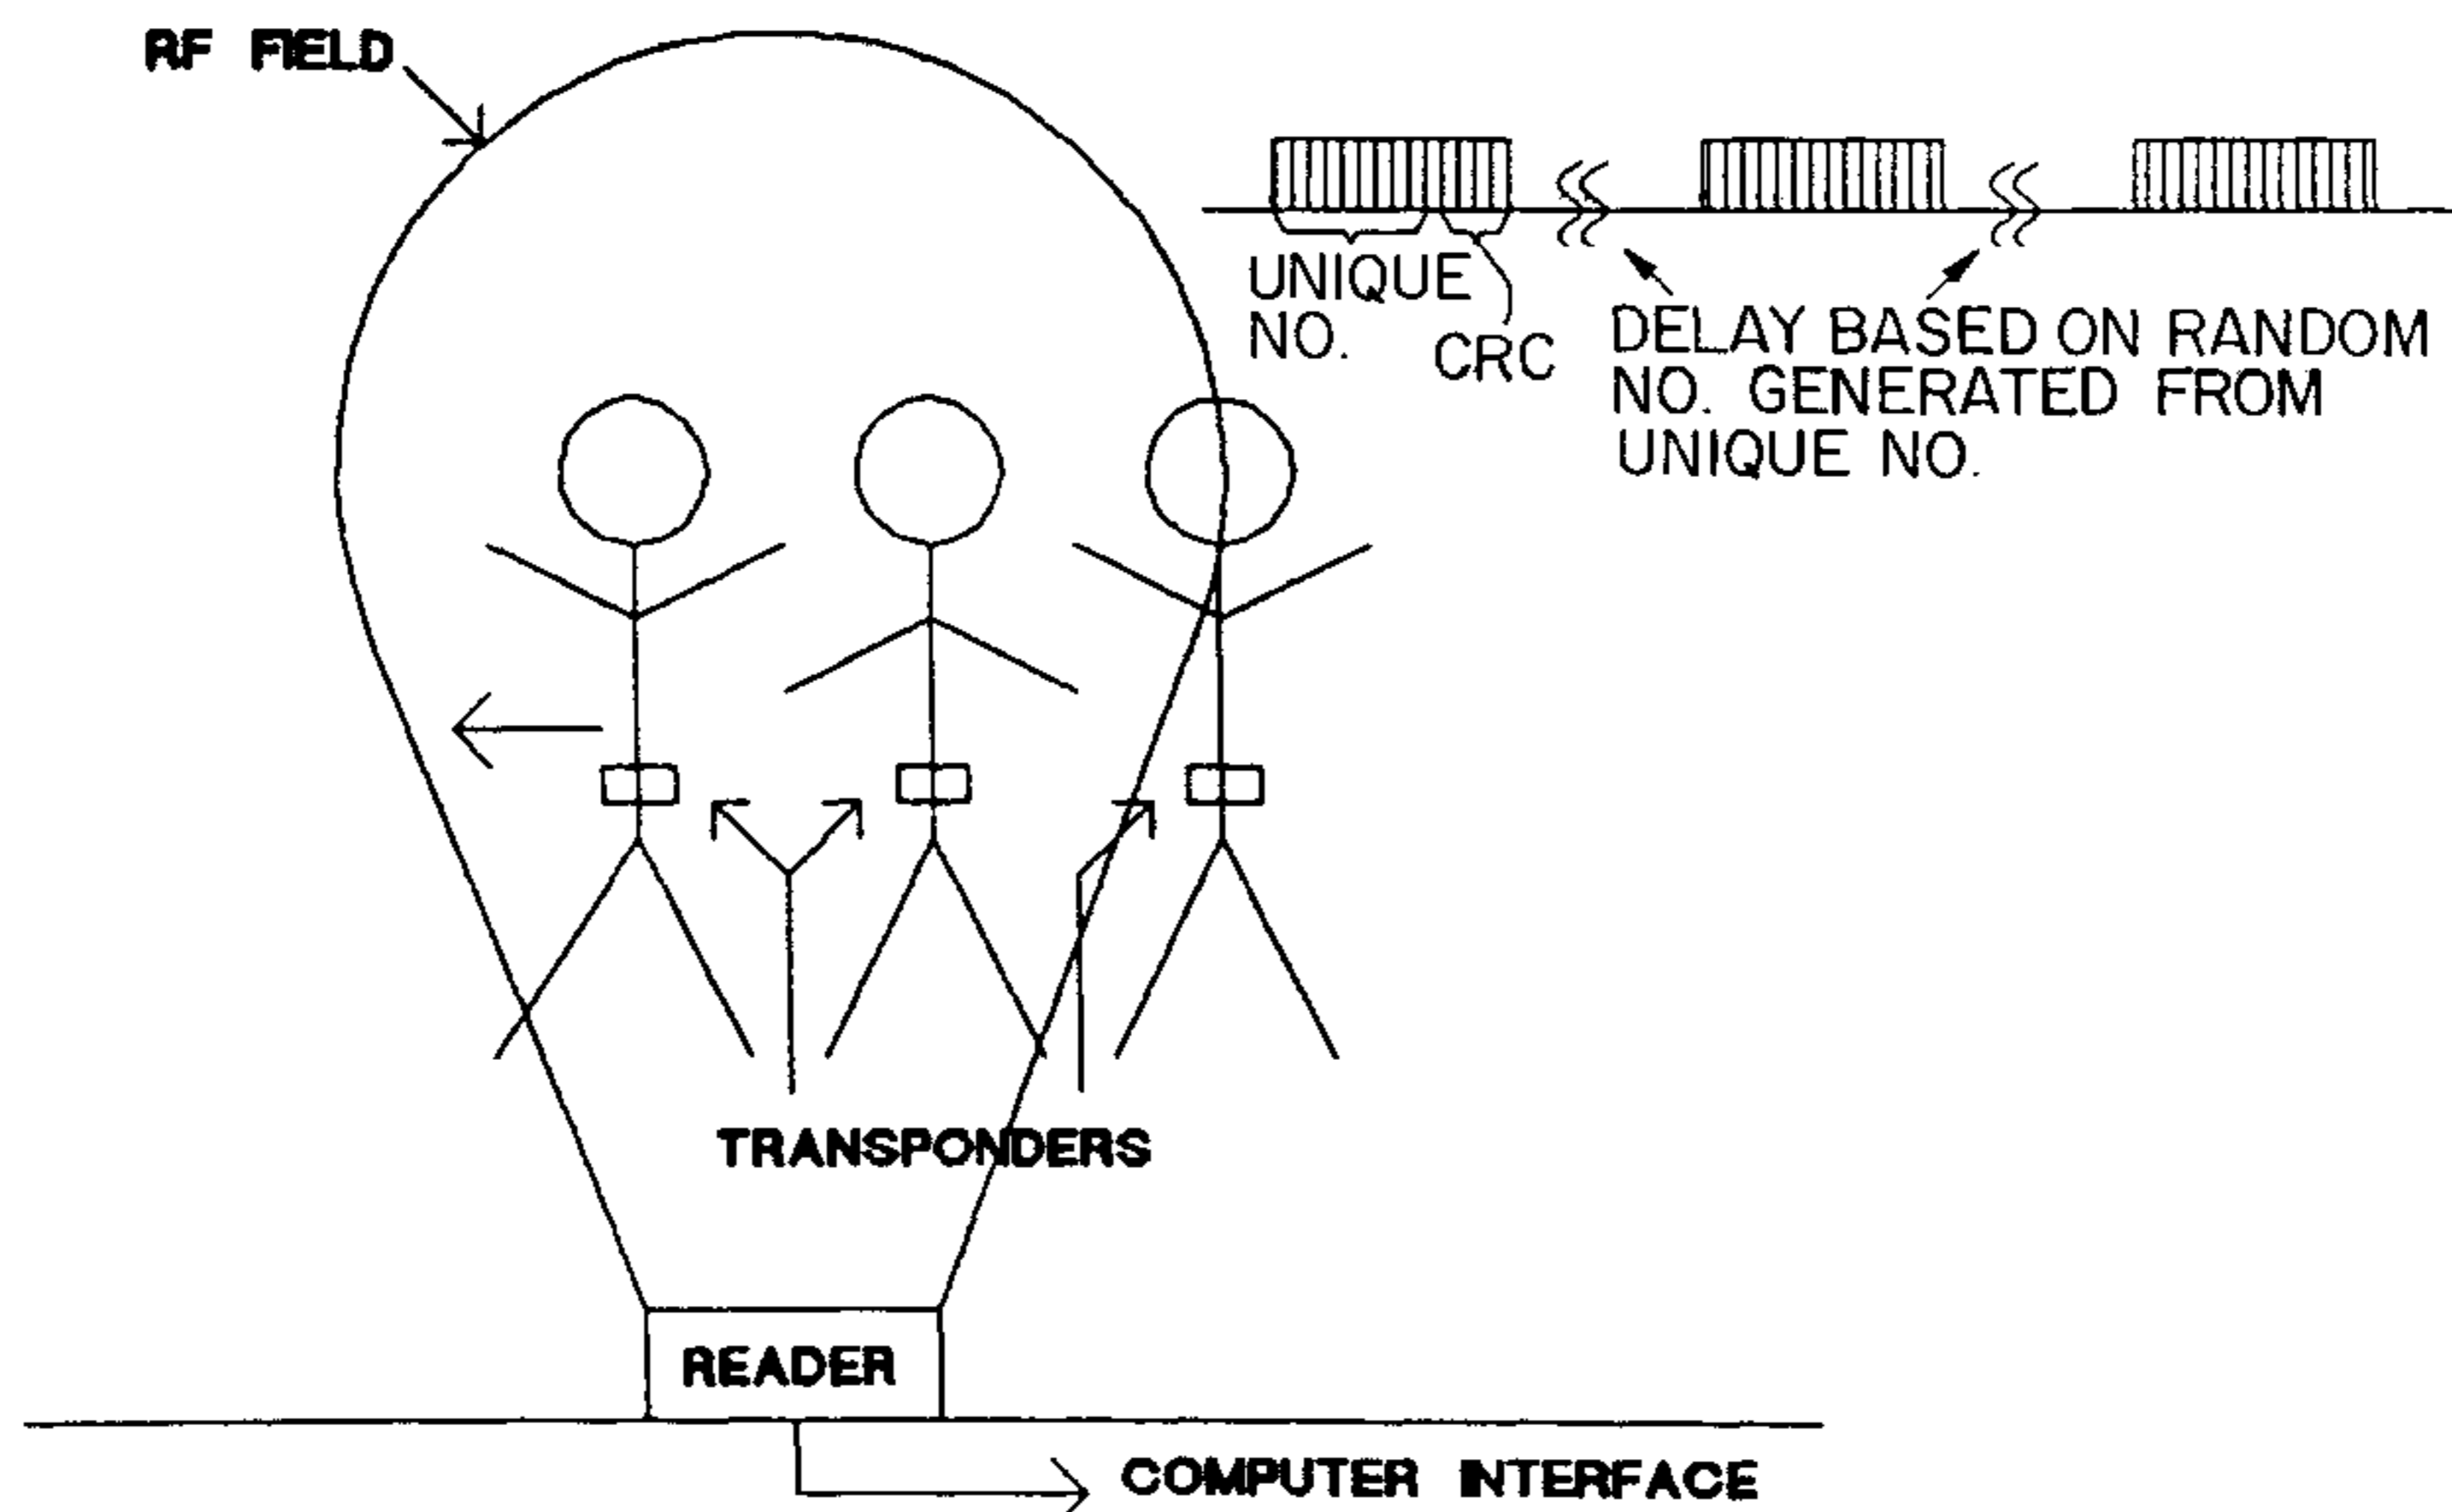 RF FIELD
UNIQUE
NO.
CRC
DELAY BASED ON RANDOM
NO. GENERATED FROM
UNIQUE NO.
TRANSPONDERS
READER
COMPUTER INTERFACE